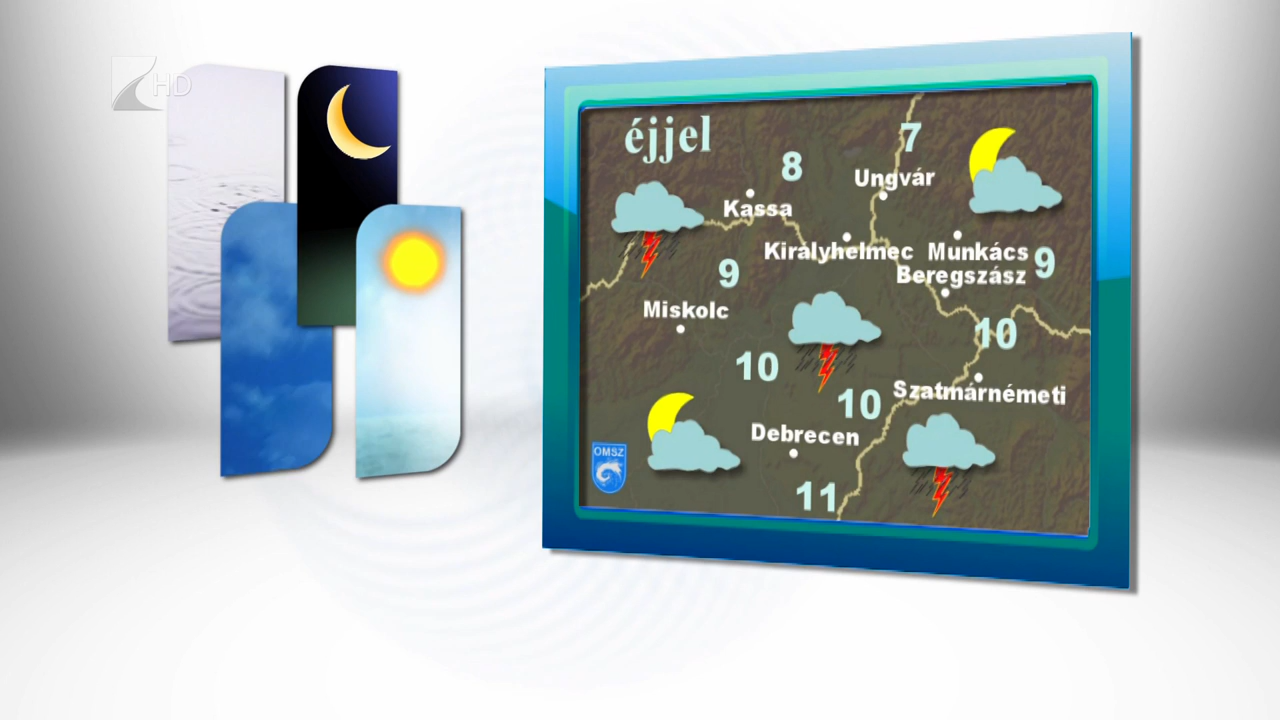 HD
éjjel
7
8
Ungvár
Kassa
Királyhelmec
Munkács
9
9
Beregszász
Miskolc
10
10
10
Szatmárnémeti
Debrecen
OMSZ
11